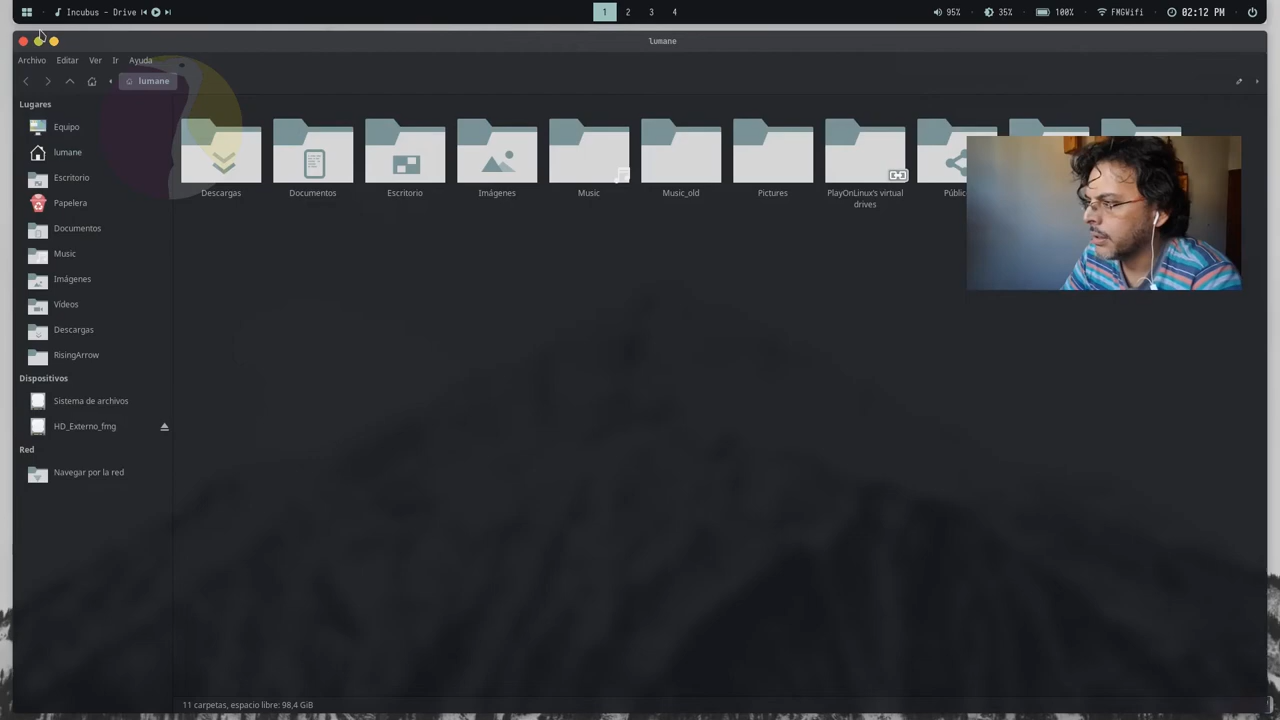 Incubus - Drive
1 2 3 4
95% 35% 100% FMGWifi 02:12 PM
lumane
Archivo Editar Ver Ir Ayuda
lumane
Lugares
Equipo
lumane
Escritorio
Papelera
Documentos
Music
Imágenes
Vídeos
Descargas
RisingArrow
Dispositivos
Sistema de archivos
HD_Externo_fmg
Red
Navegar por la red
Descargas Documentos Escritorio Imágenes Music Music_old Pictures PlayOnLinux's virtual
drives
11 carpetas, espacio libre: 98,4 GiB